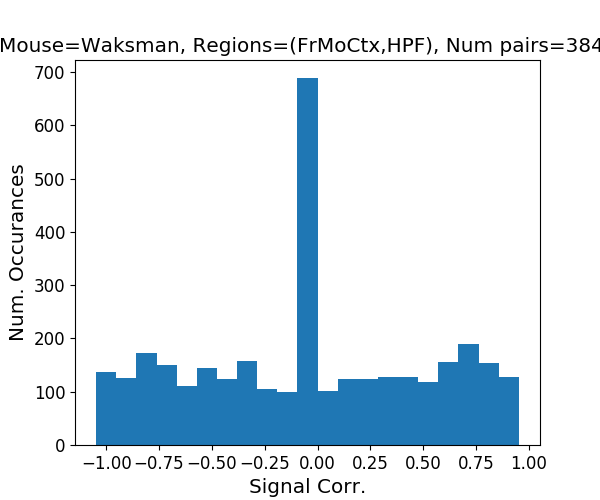 Mouse=Waksman, Regions=(FrMoCtx,HPF), Num pairs=384
700
600
500
400
300
200
100
0
Num. Occurances
−1.00 −0.75 −0.50 −0.25 0.00 0.25 0.50 0.75 1.00
Signal Corr.